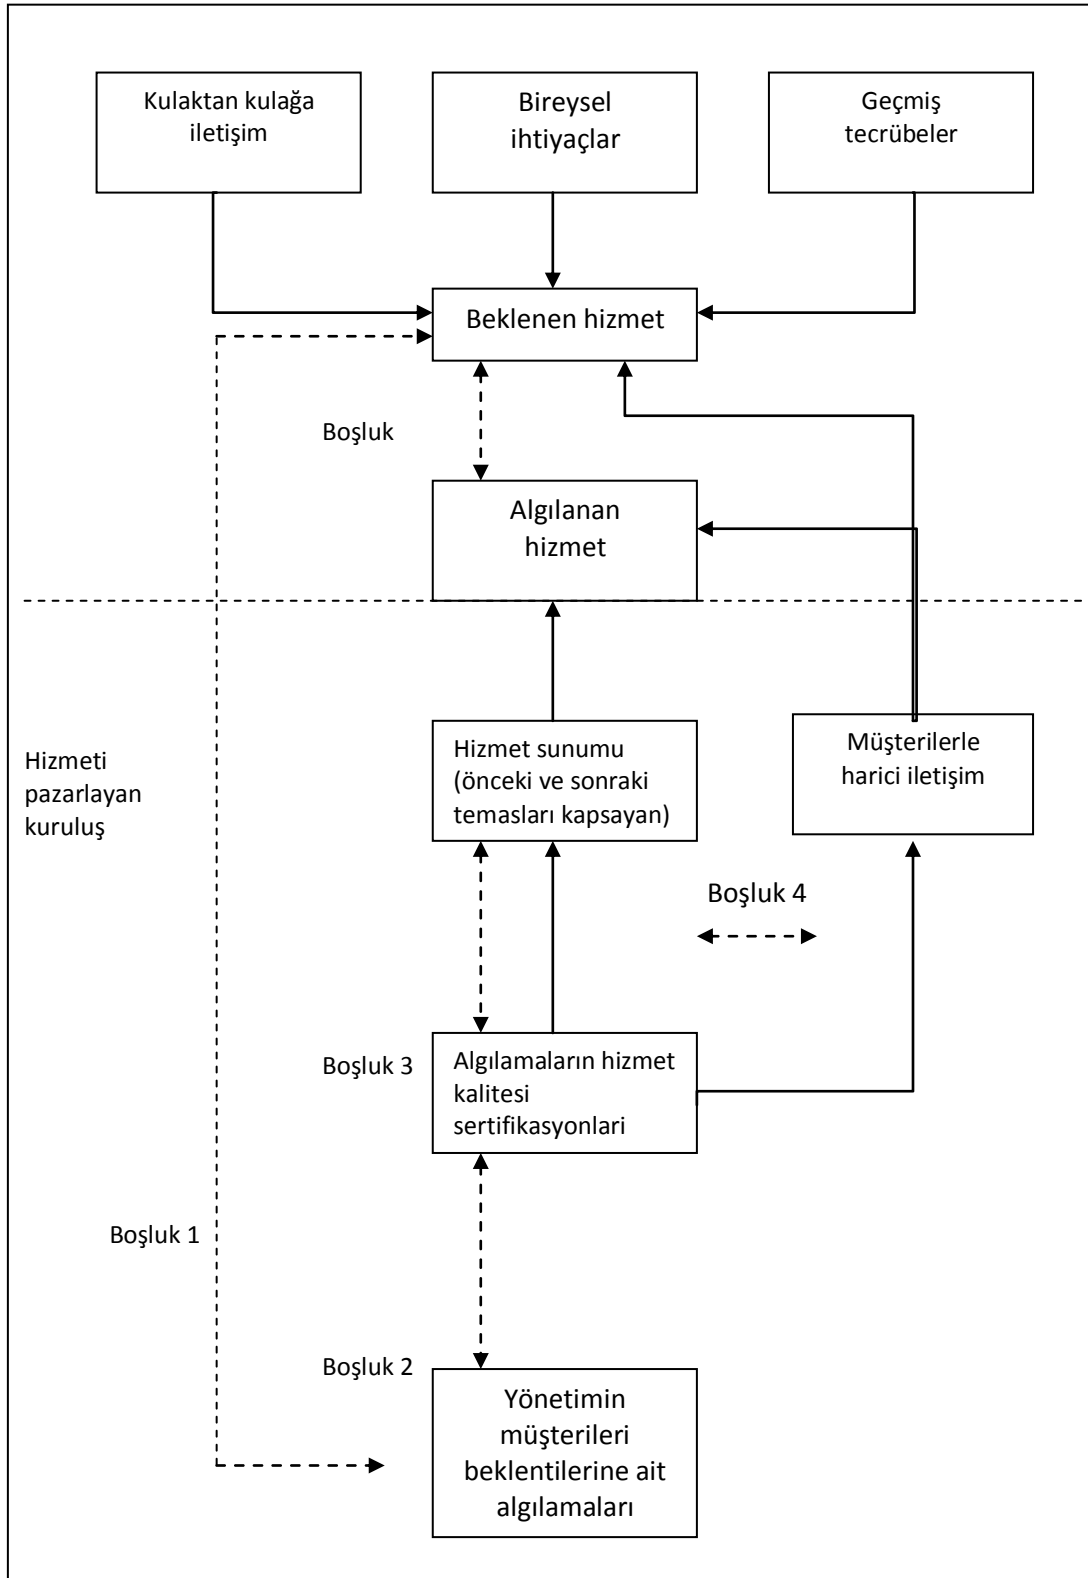 Kulaktan kulağa
iletişim
Bireysel
ihtiyaçlar
Geçmiş
tecrübeler
Beklenen hizmet
Boşluk
Algılanan
hizmet
Hizmeti
pazarlayan
kuruluş
Hizmet sunumu
(önceki ve sonraki
temasları kapsayan)
Müşterilerle
harici iletişim
Boşluk 4
Boşluk 3
Algılamaların hizmet
kalitesi
sertifikasyonlari
Boşluk 1
Boşluk 2
Yönetimin
müşterileri
beklentilerine ait
algılamaları